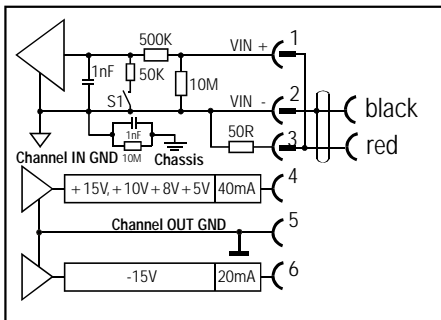 500K
VIN +
1
1nF
50K
10M
S1
VIN -
2
black
50R
3
red
1nF
10M
Chassis
Channel IN GND
+15V, +10V +8V +5V
40mA
4
Channel OUT GND
5
-15V
20mA
6